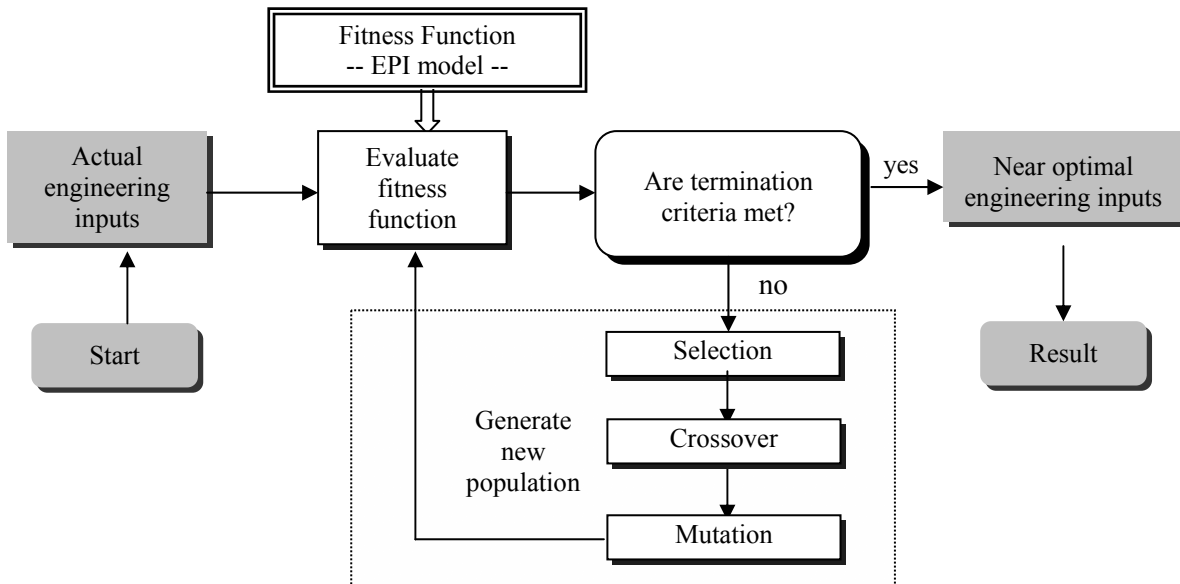 Fitness Function
-- EPI model --
Actual
engineering
inputs
Evaluate
fitness
function
Are termination
criteria met?
yes
Near optimal
engineering inputs
no
Start
Selection
Result
Generate
new
population
Crossover
Mutation